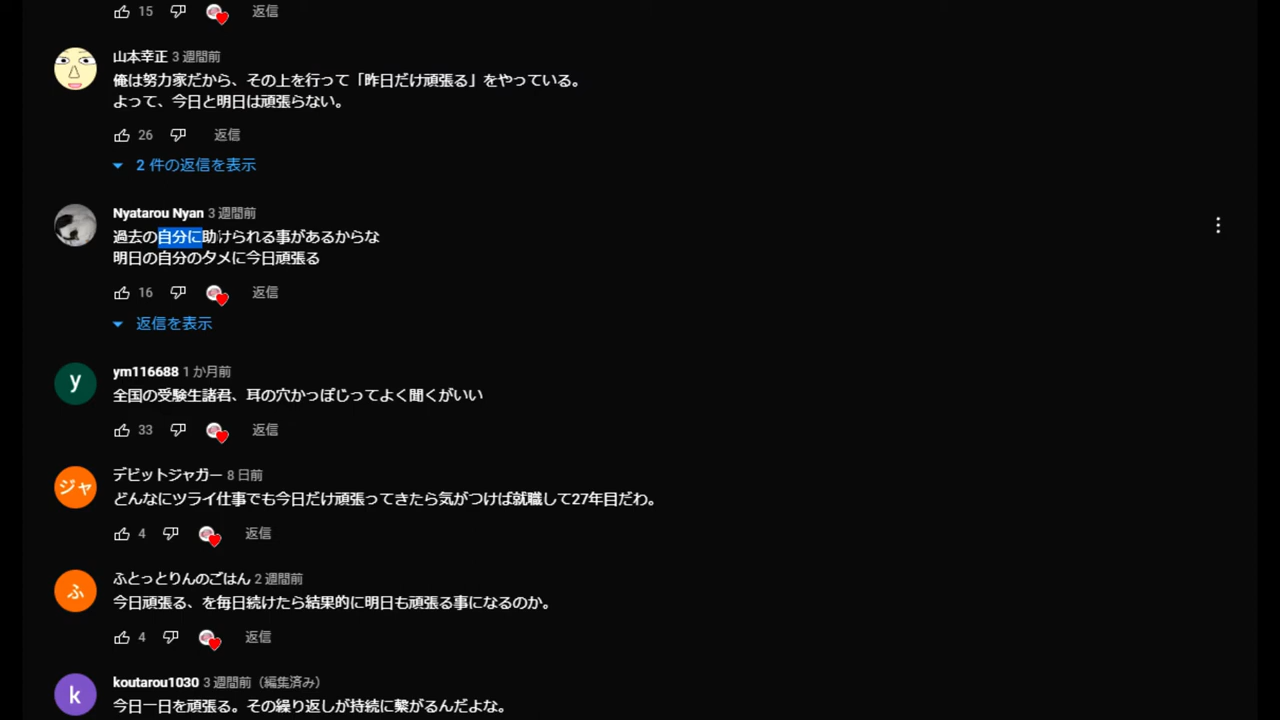 15 返信
山本幸正 3 週間前
俺は努力家だから、その上を行って「昨日だけ頑張る」をやっている。
よって、今日と明日は頑張らない。
26 返信
2 件の返信を表示
Nyatarou Nyan 3 週間前
過去の自分に助けられる事があるからな
明日の自分のタメに今日頑張る
16 返信
返信を表示
y
ym116688 1 か月前
全国の受験生諸君、耳の穴かっぽじってよく聞くがいい
33 返信
ジャ
デビットジャガー 8 日前
どんなにツライ仕事でも今日だけ頑張ってきたら気がつけば就職して27年目だわ。
4 返信
ふ
ふとっとりんのごはん 2 週間前
今日頑張る、を毎日続けたら結果的に明日も頑張る事になるのか。
4 返信
k
koutarou1030 3 週間前（編集済み）
今日一日を頑張る。その繰り返しが持続に繋がるんだよな。